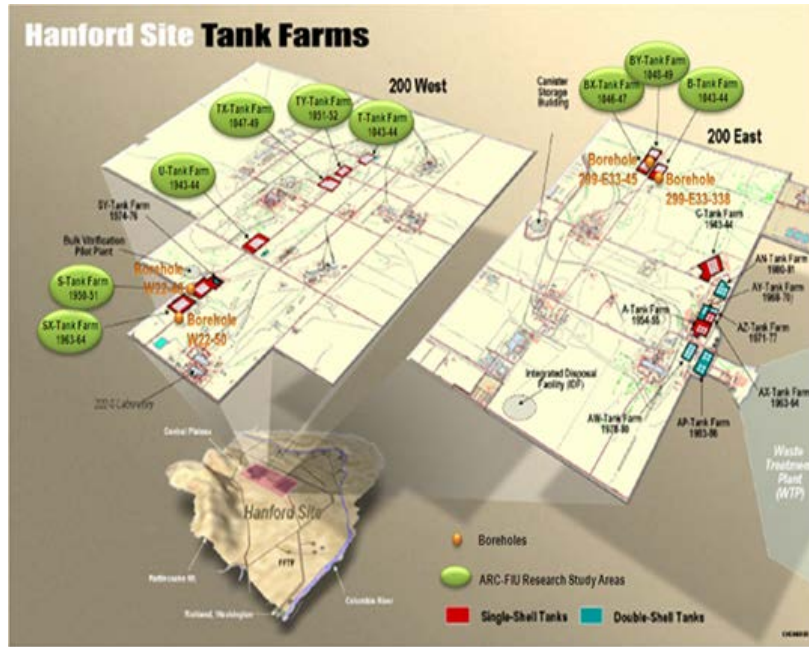 Hanford Site Tank Farms
200 West
TX-Tank Farm
1947-49
TY-Tank Farm
1951-52
T-Tank Farm
1943-44
U-Tank Farm
1943-44
SY-Tank Farm
1974-76
Bulk Vitrification
Pilot Plant
Borehole
S-Tank Farm
1950-51
SX-Tank Farm
1963-64
Borehole
W22-50
Canister
Storage
Building
BX-Tank Farm
1946-47
BY-Tank Farm
1948-49
B-Tank Farm
1943-44
200 East
Borehole
299-E33-45
Borehole
299-E33-338
C-Tank Farm
1943-44
AN-Tank Farm
1980-81
AY-Tank Farm
1968-70)
A-Tank Farm
1954-55
AZ-Tank Farm
1971-77
AX-Tank Farm
1963-64
Integrated Disposal
Facility (IDF)
AW-Tank Farm
1978-80
AP-Tank Farm
1983-86
Waste
Treatment
Plant
(WTP)
Central Plateau
Hanford Site
FFTF
Rattlesnake Mt.
Richland, Washington
Columbia River
Boreholes
ARC-FIU Research Study Areas
Single-Shell Tanks
Double-Shell Tanks